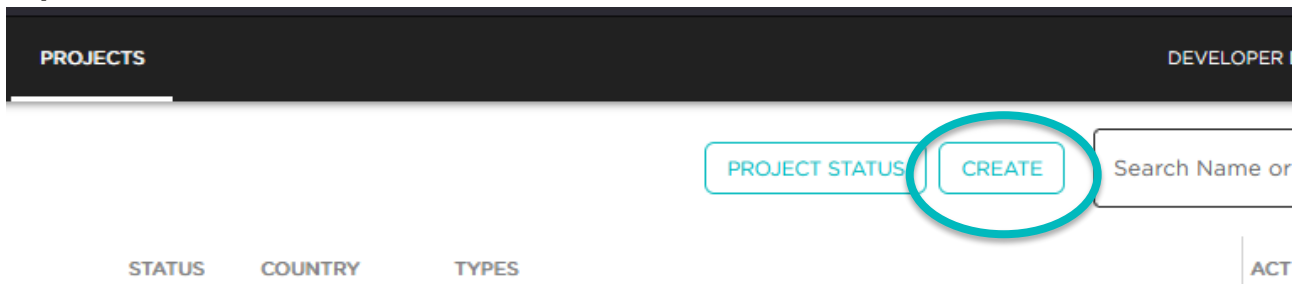 PROJECTS DEVELOPER
PROJECT STATUS CREATE Search Name or
STATUS COUNTRY TYPES ACT